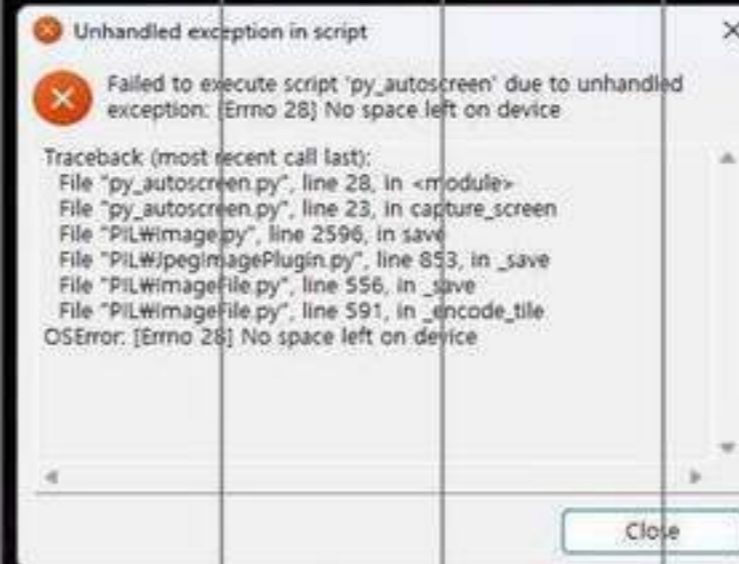 Unhandled exception in script
Failed to execute script 'py_autoscreen' due to unhandled
exception: [Errno 28] No space left on device
Traceback (most recent call last):
File "py_autoscreen.py", line 28, in <module>
File "py_autoscreen.py", line 23, in capture_screen
File "PIL₩Image.py", line 2596, in save
File "PIL₩JpegImagePlugin.py", line 853, in _save
File "PIL₩ImageFile.py", line 556, in _save
File "PIL₩ImageFile.py", line 591, in _encode_tile
OSError: [Errno 28] No space left on device
Close